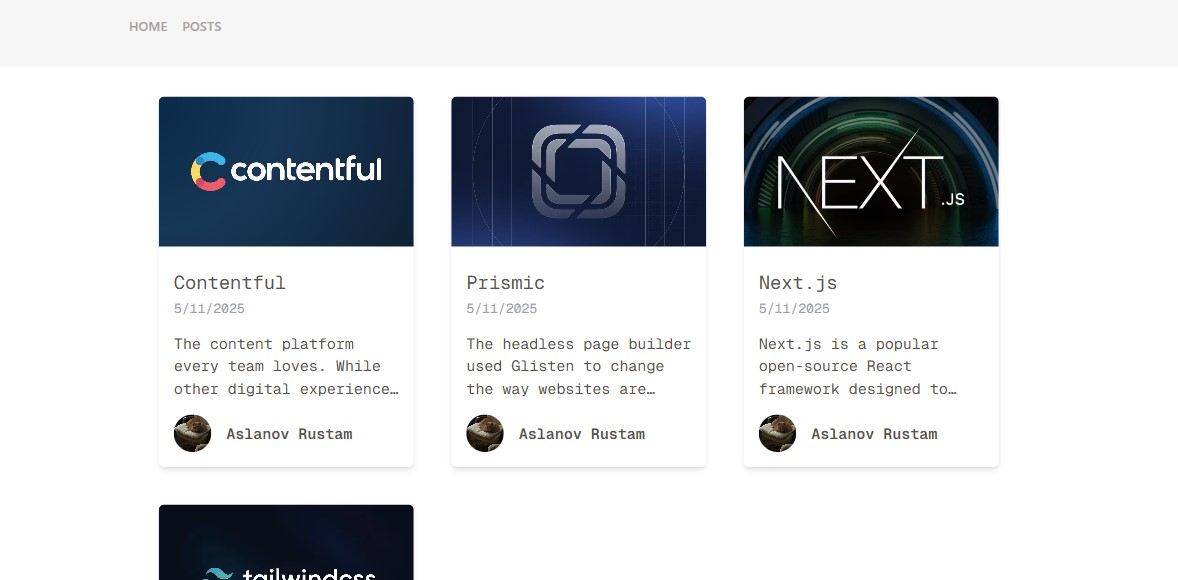 HOME POSTS
contentful
NEXT.JS
Contentful
5/11/2025
The content platform
every team loves. While
other digital experience…
Aslanov Rustam
Prismic
5/11/2025
The headless page builder
used Glisten to change
the way websites are…
Aslanov Rustam
Next.js
5/11/2025
Next.js is a popular
open-source React
framework designed to…
Aslanov Rustam
tailwindcss